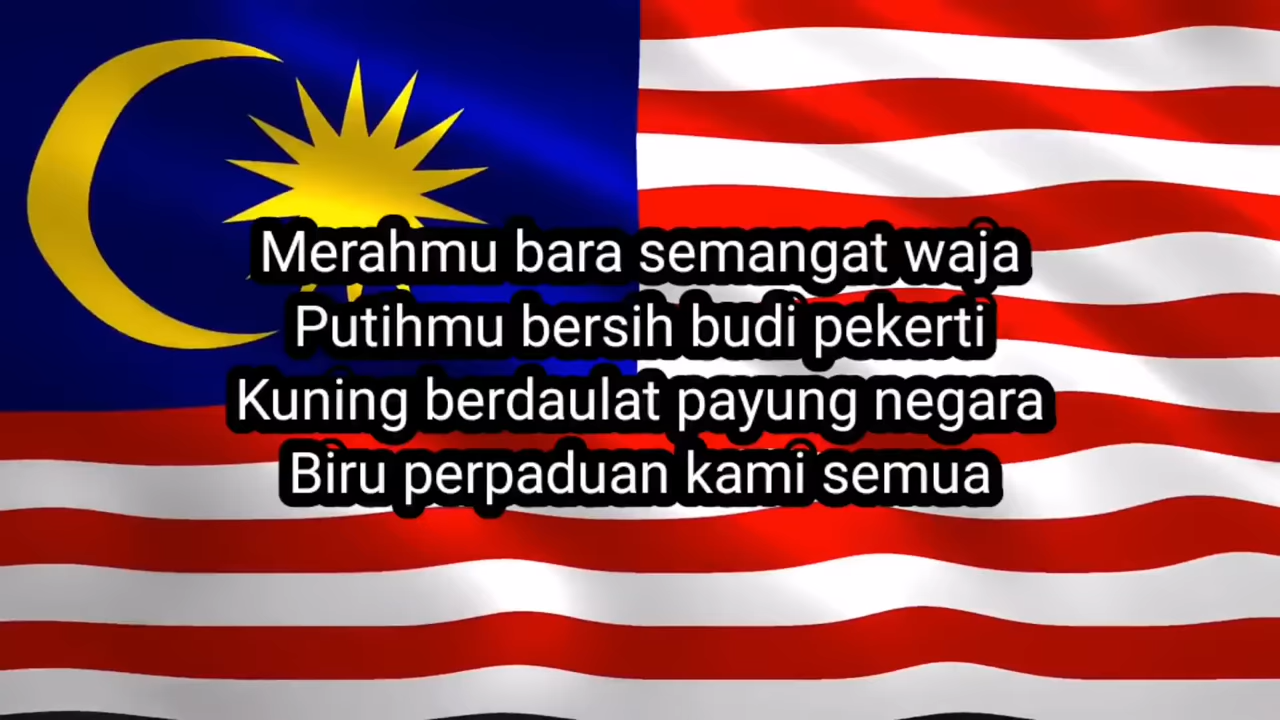 Merahmu bara semangat waja
Putihmu bersih budi pekerti
Kuning berdaulat payung negara
Biru perpaduan kami semua